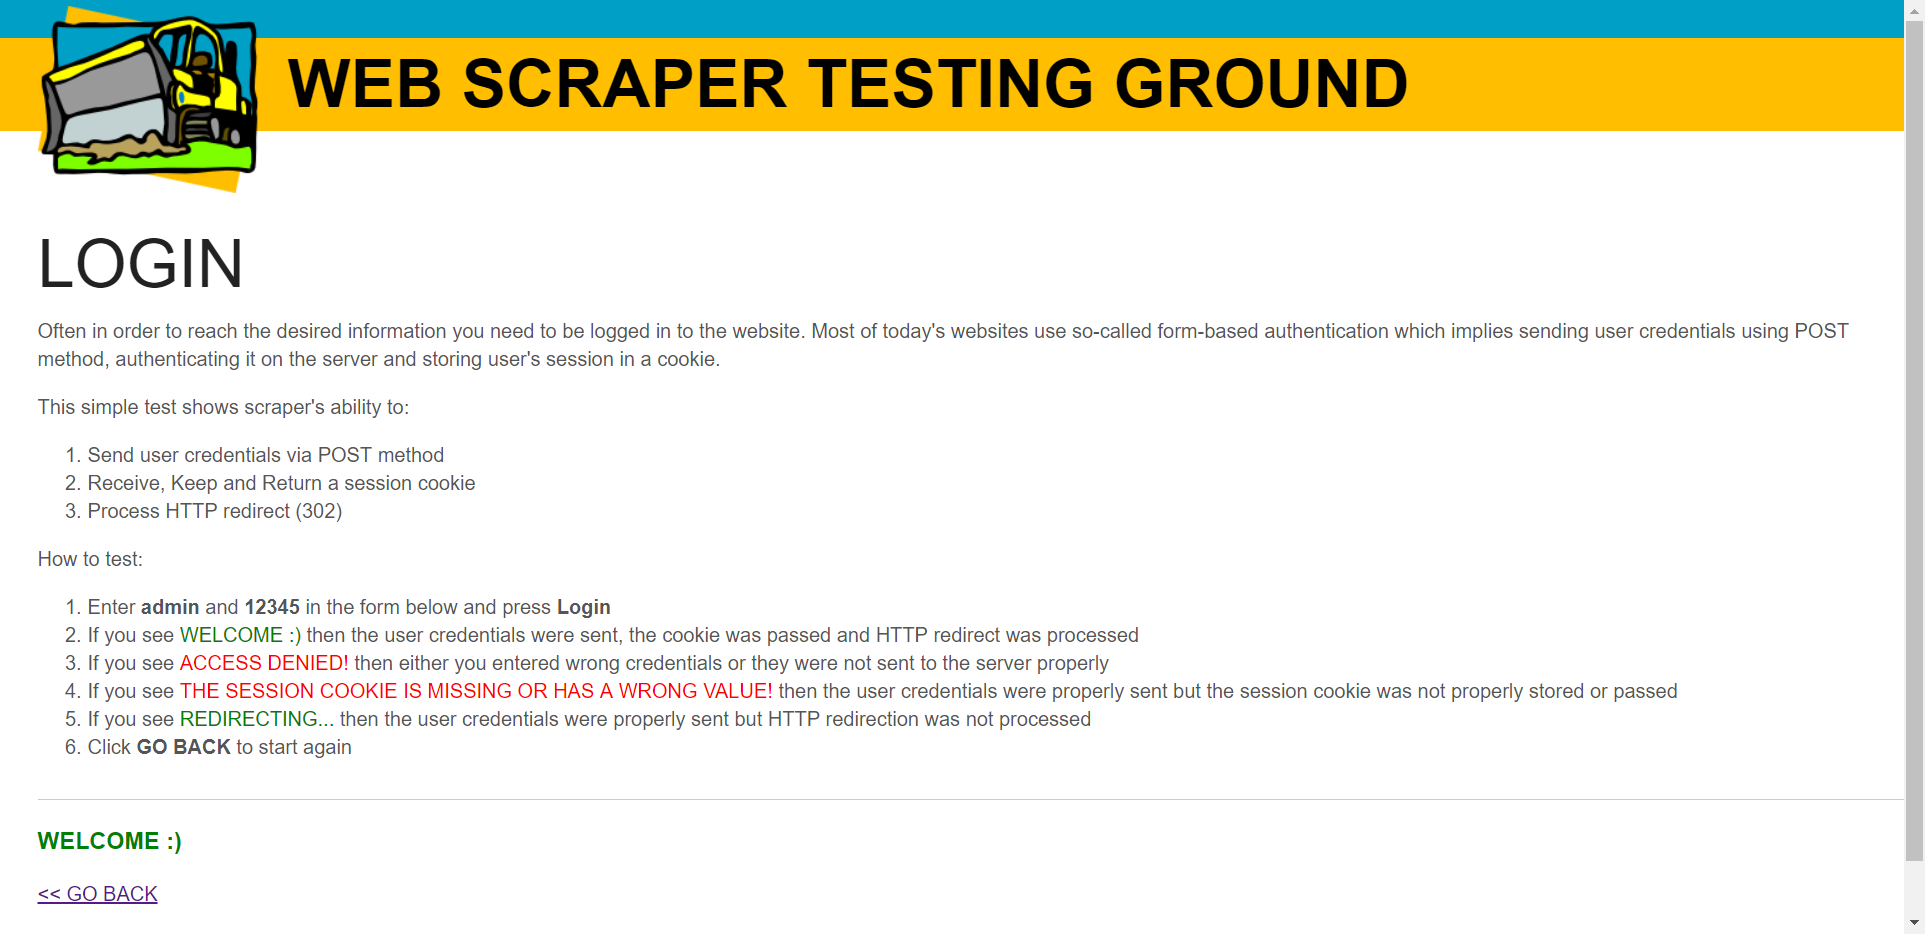 WEB SCRAPER TESTING GROUND
LOGIN
Often in order to reach the desired information you need to be logged in to the website. Most of today's websites use so-called form-based authentication which implies sending user credentials using POST
method, authenticating it on the server and storing user's session in a cookie.
This simple test shows scraper's ability to:
1. Send user credentials via POST method
2. Receive, Keep and Return a session cookie
3. Process HTTP redirect (302)
How to test:
1. Enter admin and 12345 in the form below and press Login
2. If you see WELCOME :) then the user credentials were sent, the cookie was passed and HTTP redirect was processed
3. If you see ACCESS DENIED! then either you entered wrong credentials or they were not sent to the server properly
4. If you see THE SESSION COOKIE IS MISSING OR HAS A WRONG VALUE! then the user credentials were properly sent but the session cookie was not properly stored or passed
5. If you see REDIRECTING... then the user credentials were properly sent but HTTP redirection was not processed
6. Click GO BACK to start again
WELCOME :)
<< GO BACK